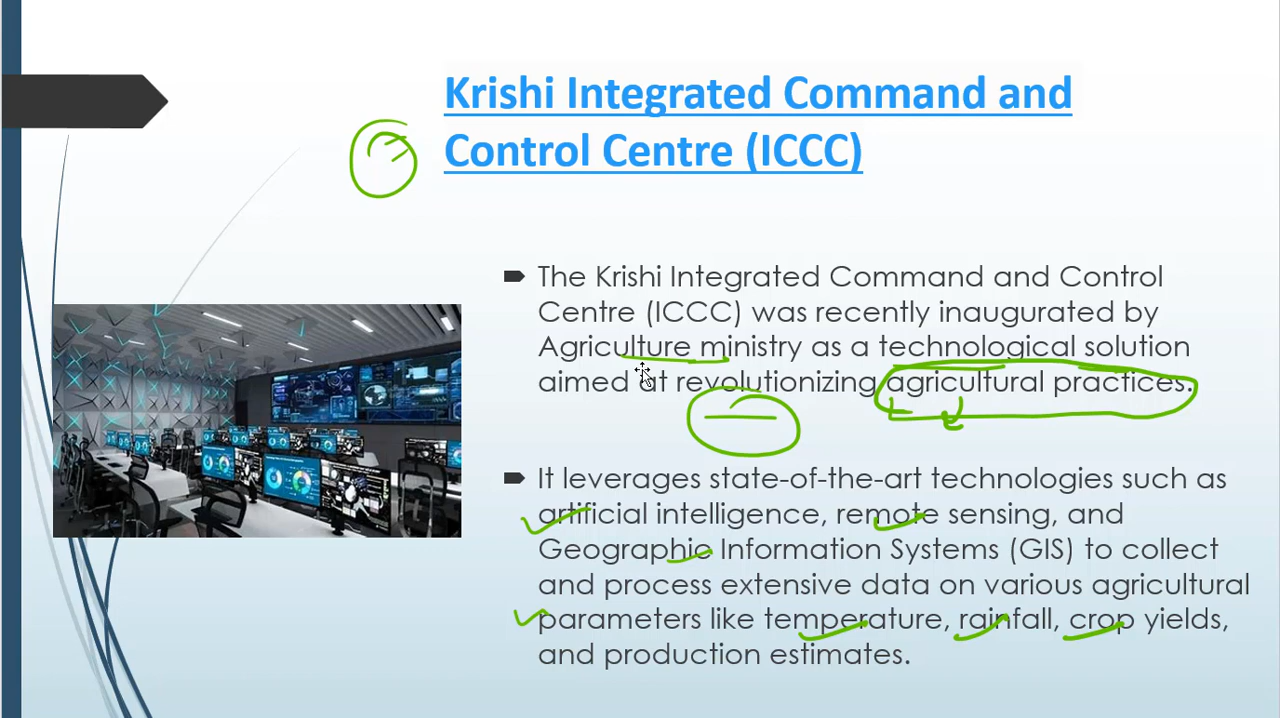 Krishi Integrated Command and
Control Centre (ICCC)
The Krishi Integrated Command and Control
Centre (ICCC) was recently inaugurated by
Agriculture ministry as a technological solution
aimed at revolutionizing agricultural practices.
It leverages state-of-the-art technologies such as
artificial intelligence, remote sensing, and
Geographic Information Systems (GIS) to collect
and process extensive data on various agricultural
parameters like temperature, rainfall, crop yields,
and production estimates.